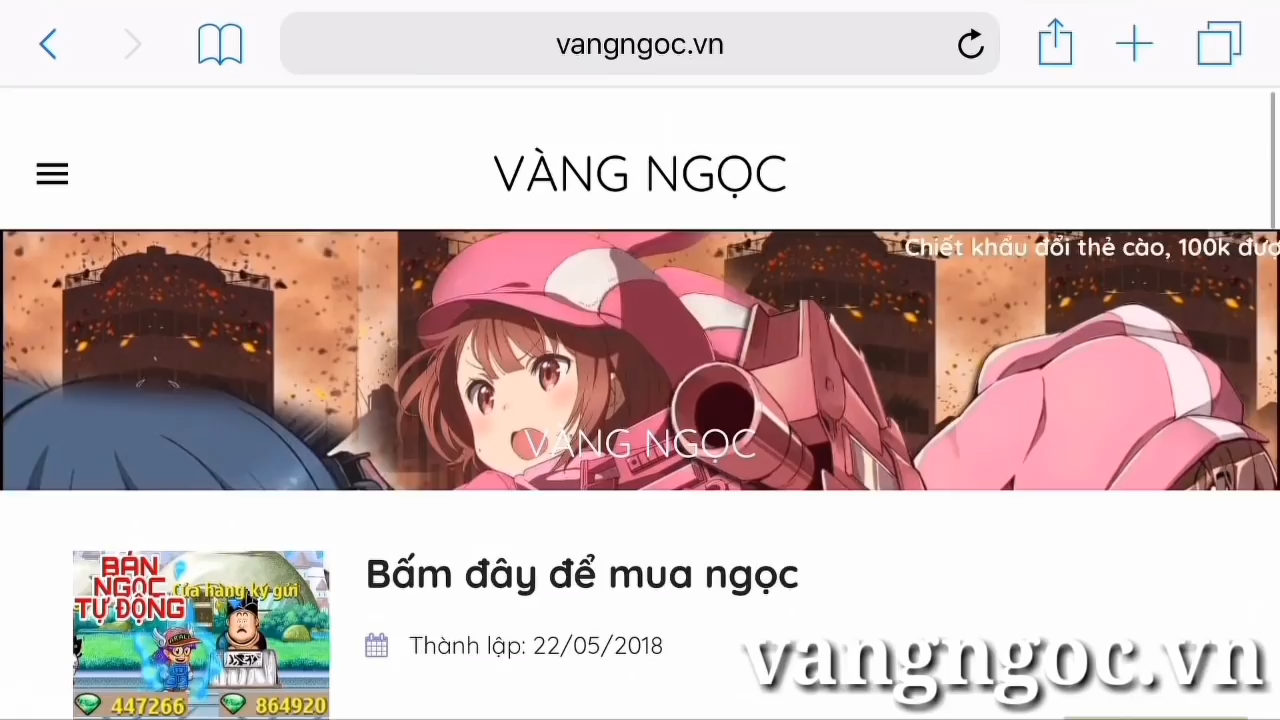 vangngoc.vn
VÀNG NGỌC
Chiết khấu đổi thẻ cào, 100k đượ
VÀNG NGỌC
BÁN
NGỌC
TỰ ĐỘNG
Cửa hàng ký gửi
447266
864920
Bấm đây để mua ngọc
Thành lập: 22/05/2018
vangngoc.vn